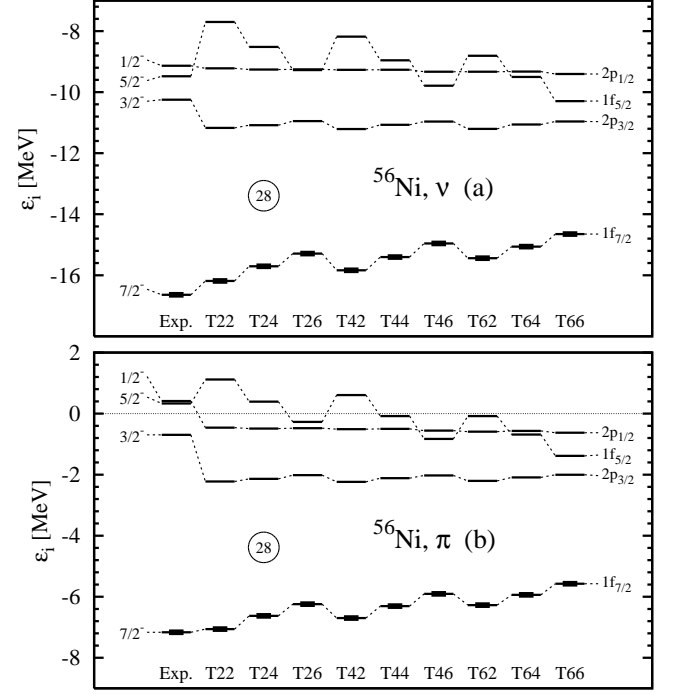 -8
-10
-12
-14
-16
εi [MeV]
1/2-
5/2-
3/2-
7/2-
2p1/2
1f5/2
2p3/2
1f7/2
28
56Ni, ν (a)
Exp. T22 T24 T26 T42 T44 T46 T62 T64 T66
2
0
-2
-4
-6
-8
εi [MeV]
1/2-
5/2-
3/2-
7/2-
2p1/2
1f5/2
2p3/2
1f7/2
28
56Ni, π (b)
Exp. T22 T24 T26 T42 T44 T46 T62 T64 T66